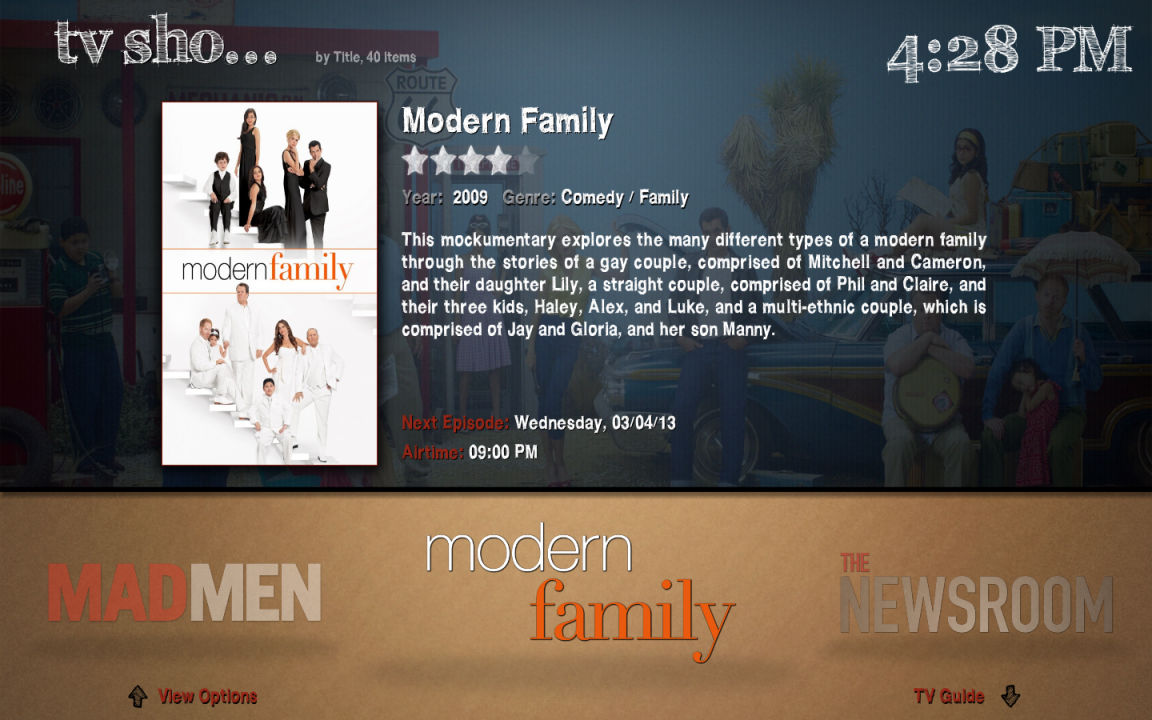 tv sho...
by Title, 40 Items
4:28 PM
ROUTE
66
line
modernfamily
Modern Family
Year: 2009 Genre: Comedy / Family
This mockumentary explores the many different types of a modern family
through the stories of a gay couple, comprised of Mitchell and Cameron,
and their daughter Lily, a straight couple, comprised of Phil and Claire, and
their three kids, Haley, Alex, and Luke, and a multi-ethnic couple, which is
comprised of Jay and Gloria, and her son Manny.
Next Episode: Wednesday, 03/04/13
Airtime: 09:00 PM
MADMEN
modern
family
THE
NEWSROOM
View Options
TV Guide